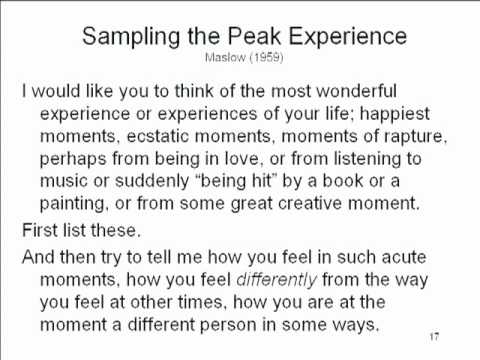 Sampling the Peak Experience
Maslow (1959)
I would like you to think of the most wonderful
experience or experiences of your life; happiest
moments, ecstatic moments, moments of rapture,
perhaps from being in love, or from listening to
music or suddenly “being hit” by a book or a
painting, or from some great creative moment.
First list these.
And then try to tell me how you feel in such acute
moments, how you feel differently from the way
you feel at other times, how you are at the
moment a different person in some ways.
17